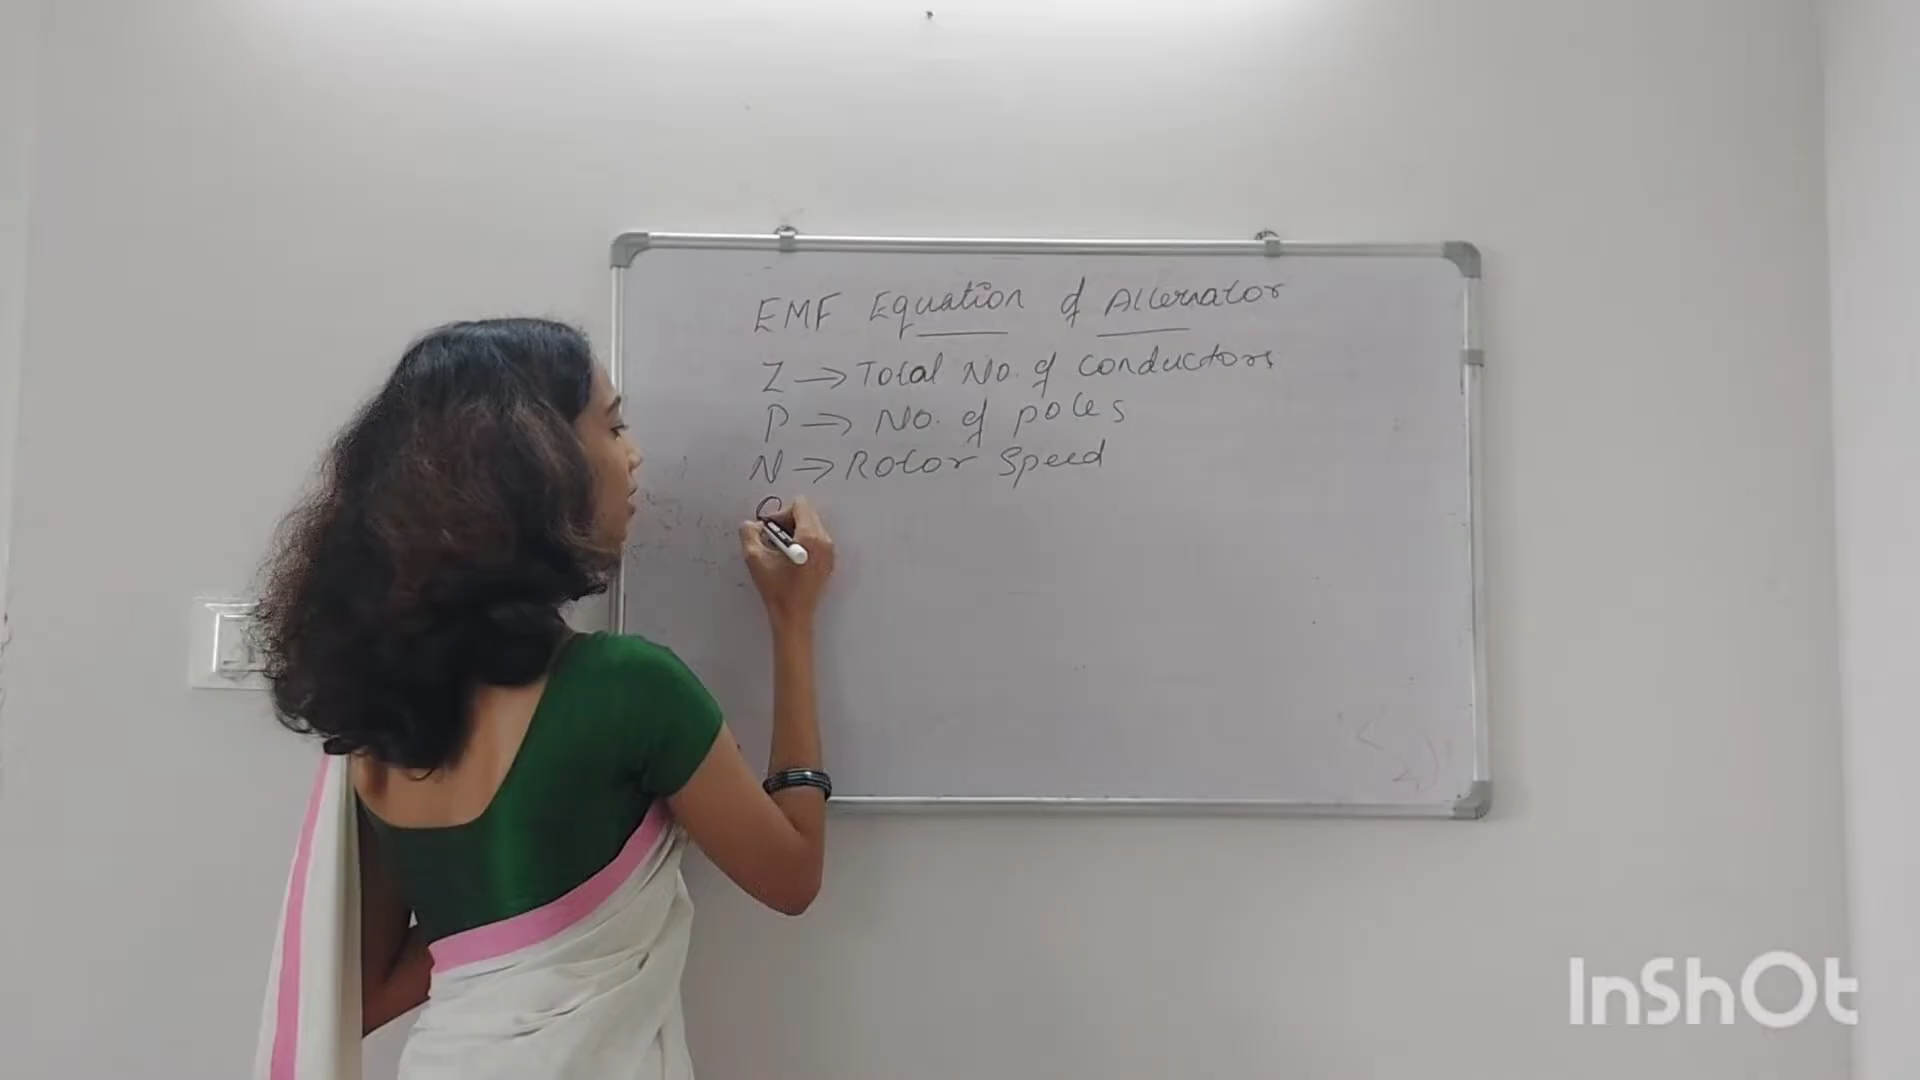 EMF Equation of Alternator
Z → Total No. of conductors
P → No. of poles
N → Rotor Speed
InShOt